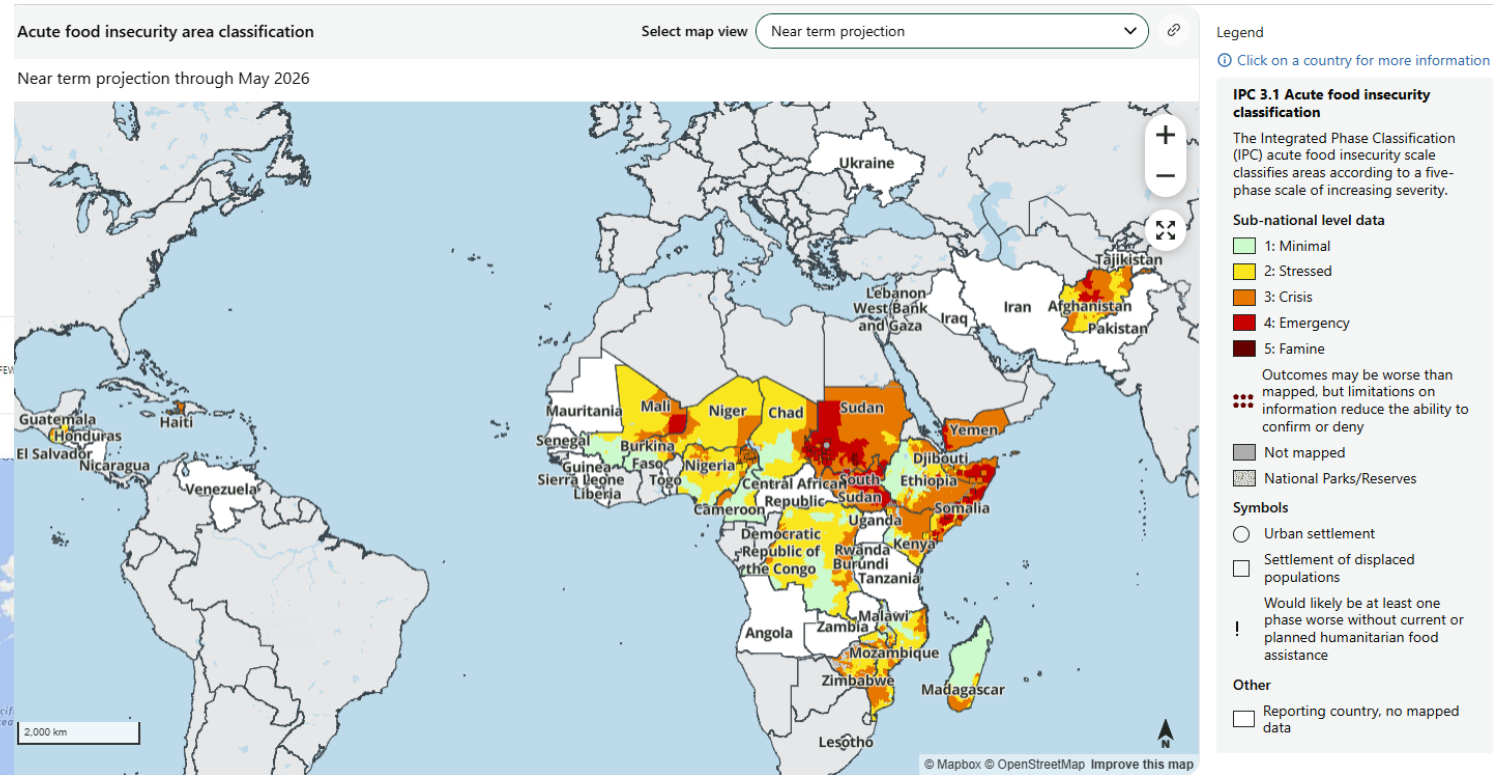 Acute food insecurity area classification
Select map view
Near term projection
Near term projection through May 2026
Ukraine
Tajikistan
Lebanon
West Bank
and Gaza
Iraq
Iran
Afghanistan
Pakistan
Mauritania
Mali
Niger
Chad
Sudan
Yemen
Guatemala
Honduras
El Salvador
Nicaragua
Haiti
Venezuela
Senegal
Burkina
Faso
Guinea
Sierra Leone
Liberia
Togo
Nigeria
Cameroon
Central Africa
Republic
South
Sudan
Djibouti
Ethiopia
Somalia
Uganda
Kenya
Democratic
Republic of
the Congo
Rwanda
Burundi
Tanzania
Angola
Zambia
Malawi
Mozambique
Zimbabwe
Madagascar
Lesotho
2,000 km
N
© Mapbox © OpenStreetMap Improve this map
Legend
Click on a country for more information
IPC 3.1 Acute food insecurity
classification
The Integrated Phase Classification
(IPC) acute food insecurity scale
classifies areas according to a five-
phase scale of increasing severity.
Sub-national level data
1: Minimal
2: Stressed
3: Crisis
4: Emergency
5: Famine
Outcomes may be worse than
mapped, but limitations on
information reduce the ability to
confirm or deny
Not mapped
National Parks/Reserves
Symbols
Urban settlement
Settlement of displaced
populations
! Would likely be at least one
phase worse without current or
planned humanitarian food
assistance
Other
Reporting country, no mapped
data